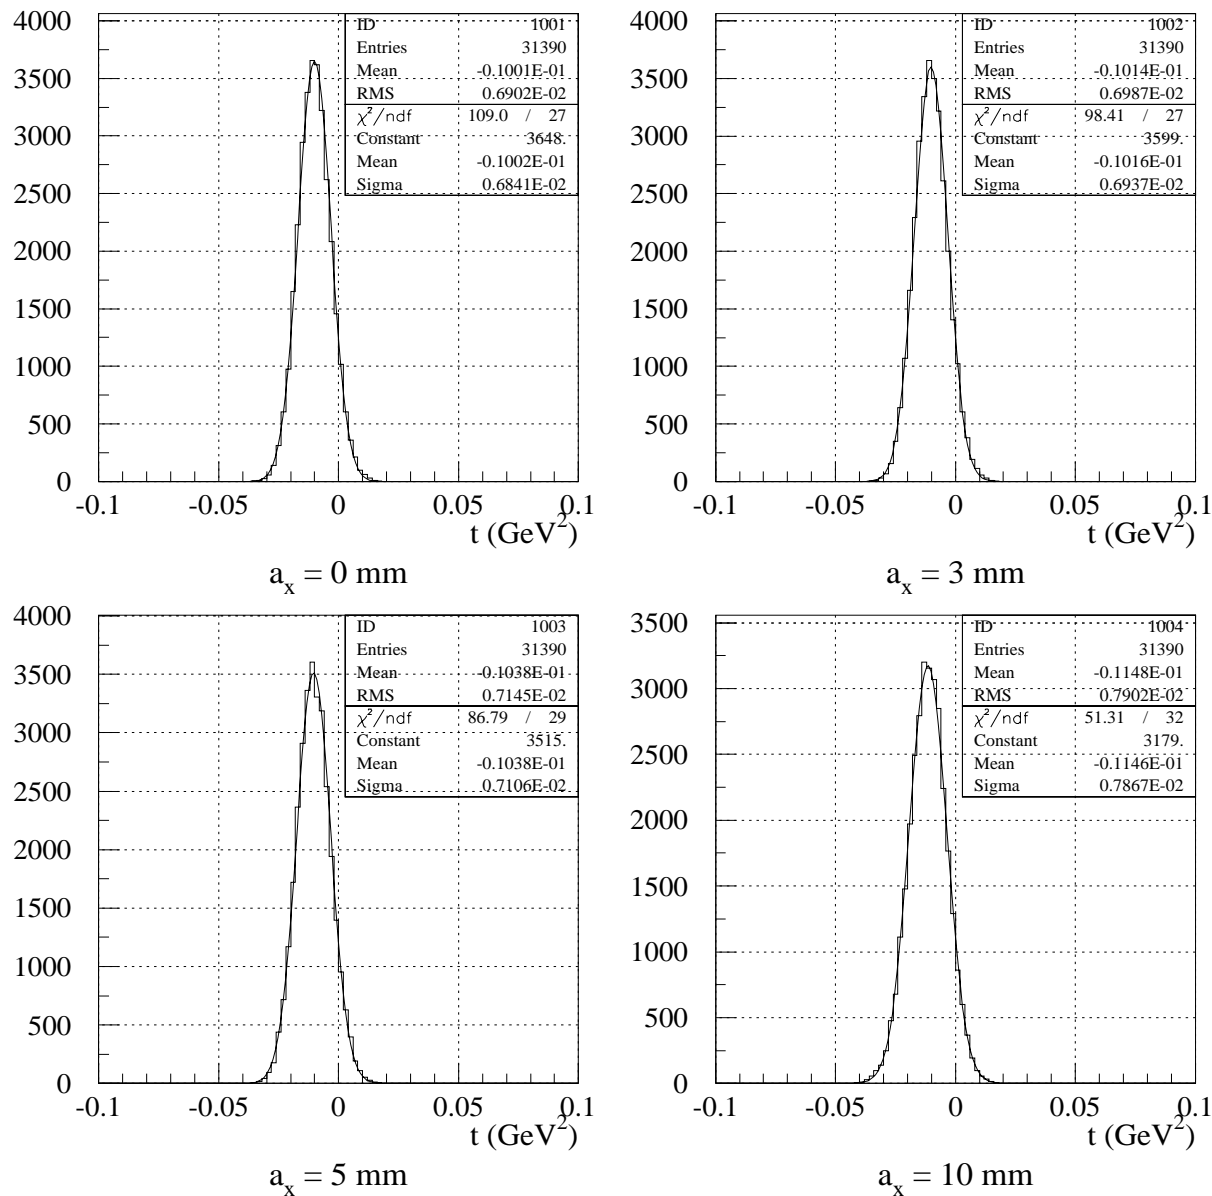 4000
3500
3000
2500
2000
1500
1000
500
0
-0.1 -0.05 0 0.05 0.1
t (GeV²)
ID 1001
Entries 31390
Mean -0.1001E-01
RMS 0.6902E-02
χ²/ndf 109.0 / 27
Constant 3648.
Mean -0.1002E-01
Sigma 0.6841E-02
a_x = 0 mm
4000
3500
3000
2500
2000
1500
1000
500
0
-0.1 -0.05 0 0.05 0.1
t (GeV²)
ID 1002
Entries 31390
Mean -0.1014E-01
RMS 0.6987E-02
χ²/ndf 98.41 / 27
Constant 3599.
Mean -0.1016E-01
Sigma 0.6937E-02
a_x = 3 mm
4000
3500
3000
2500
2000
1500
1000
500
0
-0.1 -0.05 0 0.05 0.1
t (GeV²)
ID 1003
Entries 31390
Mean -0.1038E-01
RMS 0.7145E-02
χ²/ndf 86.79 / 29
Constant 3515.
Mean -0.1038E-01
Sigma 0.7106E-02
a_x = 5 mm
3500
3000
2500
2000
1500
1000
500
0
-0.1 -0.05 0 0.05 0.1
t (GeV²)
ID 1004
Entries 31390
Mean -0.1148E-01
RMS 0.7902E-02
χ²/ndf 51.31 / 32
Constant 3179.
Mean -0.1146E-01
Sigma 0.7867E-02
a_x = 10 mm